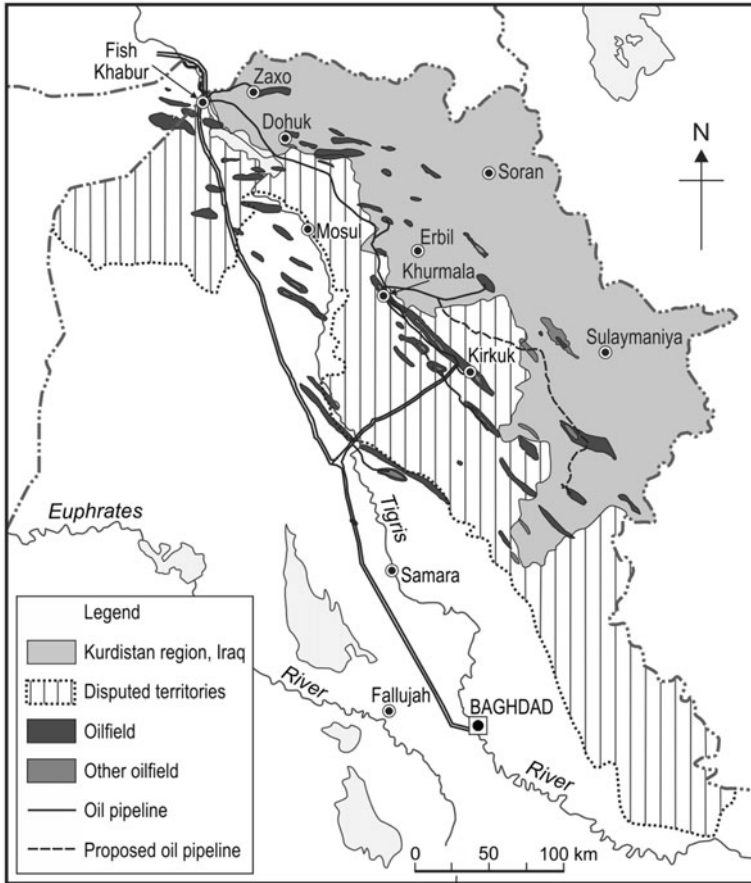 Fish
Khabur
Zaxo
Dohuk
N
Soran
Mosul
Erbil
Khurmala
Kirkuk
Sulaymaniya
Euphrates
Tigris
Samara
Legend
Kurdistan region, Iraq
Disputed territories
Oilfield
Other oilfield
Oil pipeline
Proposed oil pipeline
River
Fallujah
BAGHDAD
River
0 50 100 km